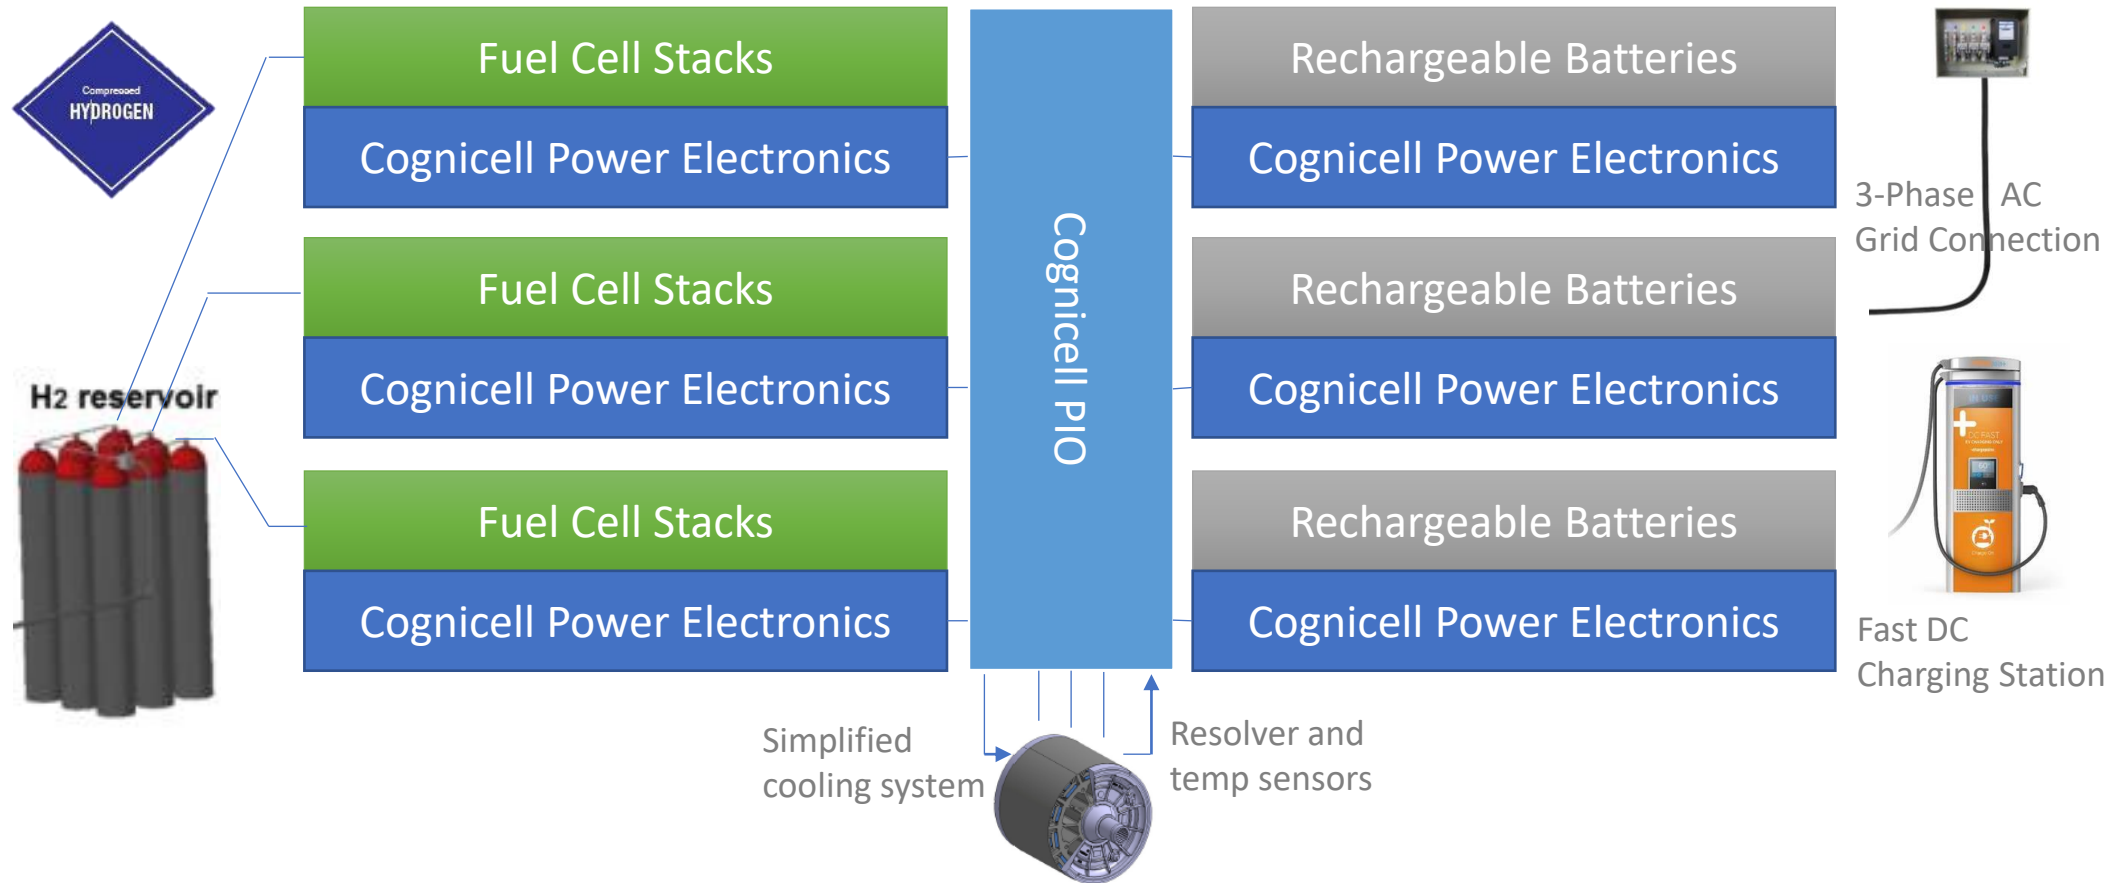 Compressed
HYDROGEN
H2 reservoir
Fuel Cell Stacks
Cognicell Power Electronics
Fuel Cell Stacks
Cognicell Power Electronics
Fuel Cell Stacks
Cognicell Power Electronics
Cognicell PIO
Rechargeable Batteries
Cognicell Power Electronics
Rechargeable Batteries
Cognicell Power Electronics
Rechargeable Batteries
Cognicell Power Electronics
3-Phase AC
Grid Connection
DC FAST
Fast DC
Charging Station
Simplified
cooling system
Resolver and
temp sensors